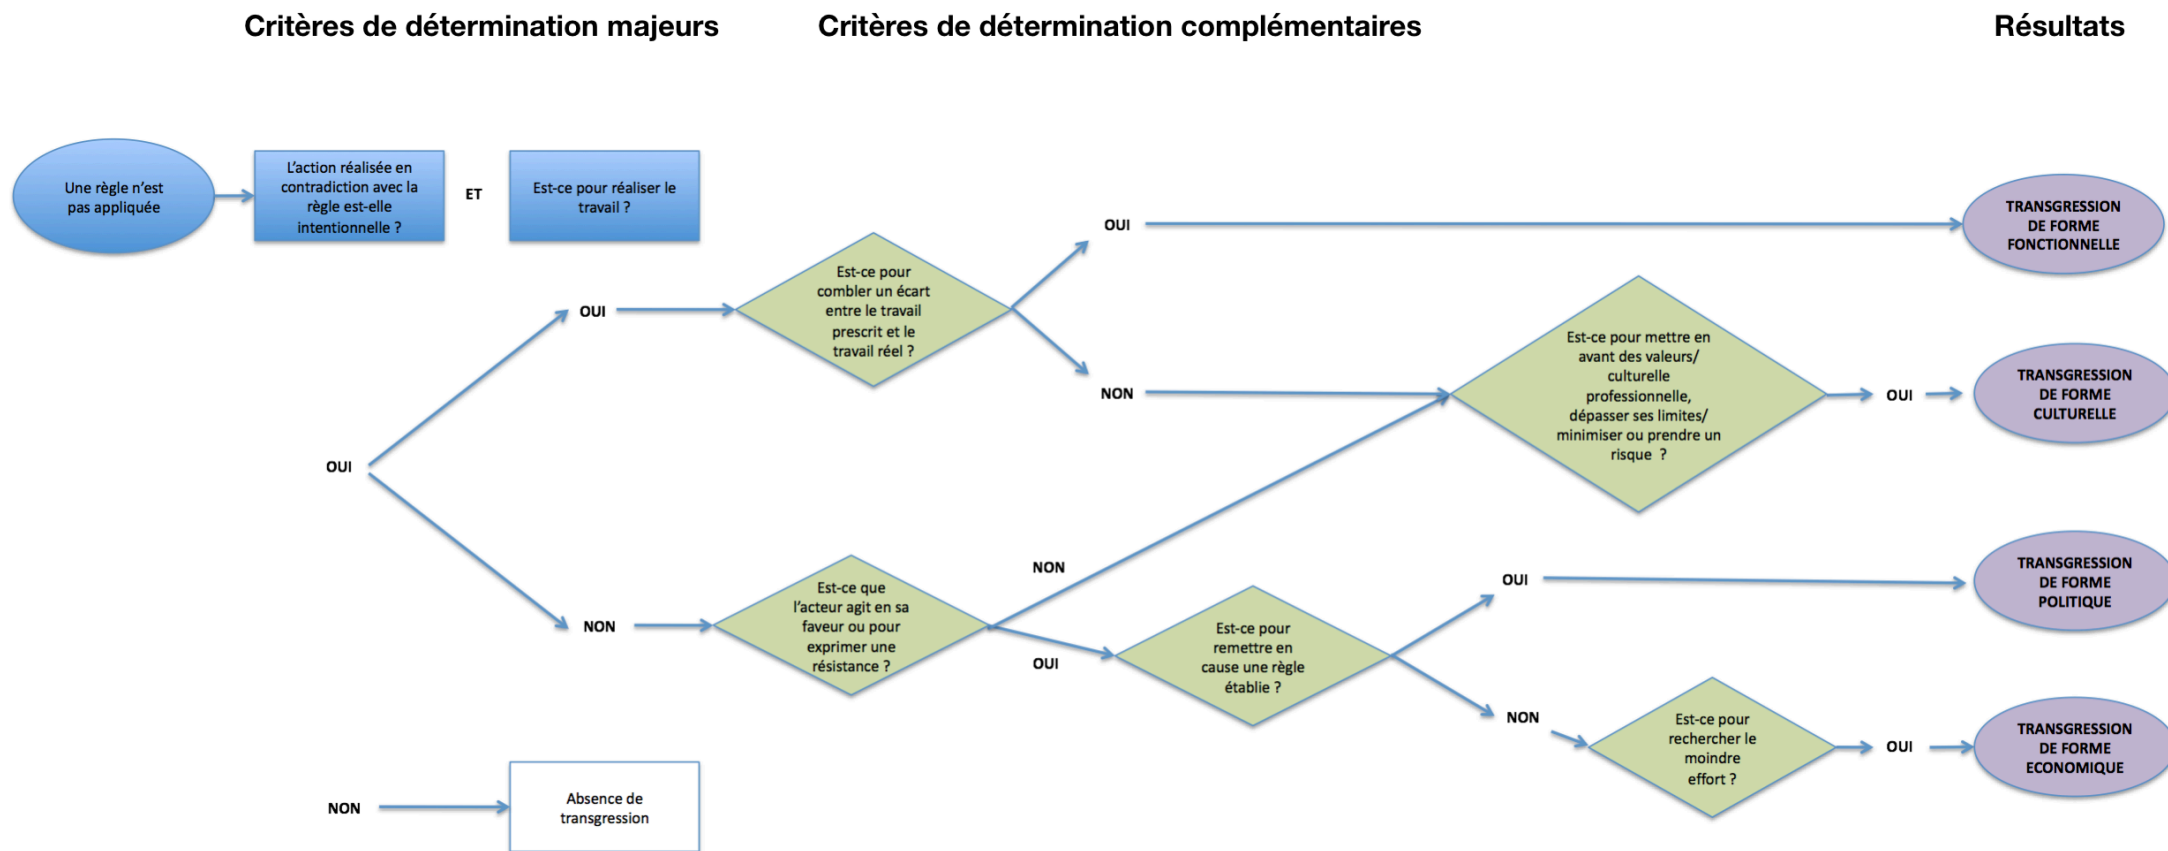 Critères de détermination majeurs
Critères de détermination complémentaires
Résultats
Une règle n’est
pas appliquée
L’action réalisée en
contradiction avec la
règle est-elle
intentionnelle ?
ET
Est-ce pour réaliser le
travail ?
OUI
OUI
Est-ce pour
combler un écart
entre le travail
prescrit et le
travail réel ?
OUI
TRANSGRESSION
DE FORME
FONCTIONNELLE
NON
Est-ce pour mettre en
avant des valeurs/
culturelle
professionnelle,
dépasser ses limites/
minimiser ou prendre un
risque ?
OUI
TRANSGRESSION
DE FORME
CULTURELLE
NON
Est-ce que
l’acteur agit en sa
faveur ou pour
exprimer une
résistance ?
NON
OUI
Est-ce pour
remettre en
cause une règle
établie ?
OUI
TRANSGRESSION
DE FORME
POLITIQUE
NON
Est-ce pour
rechercher le
moindre
effort ?
OUI
TRANSGRESSION
DE FORME
ECONOMIQUE
NON
Absence de
transgression